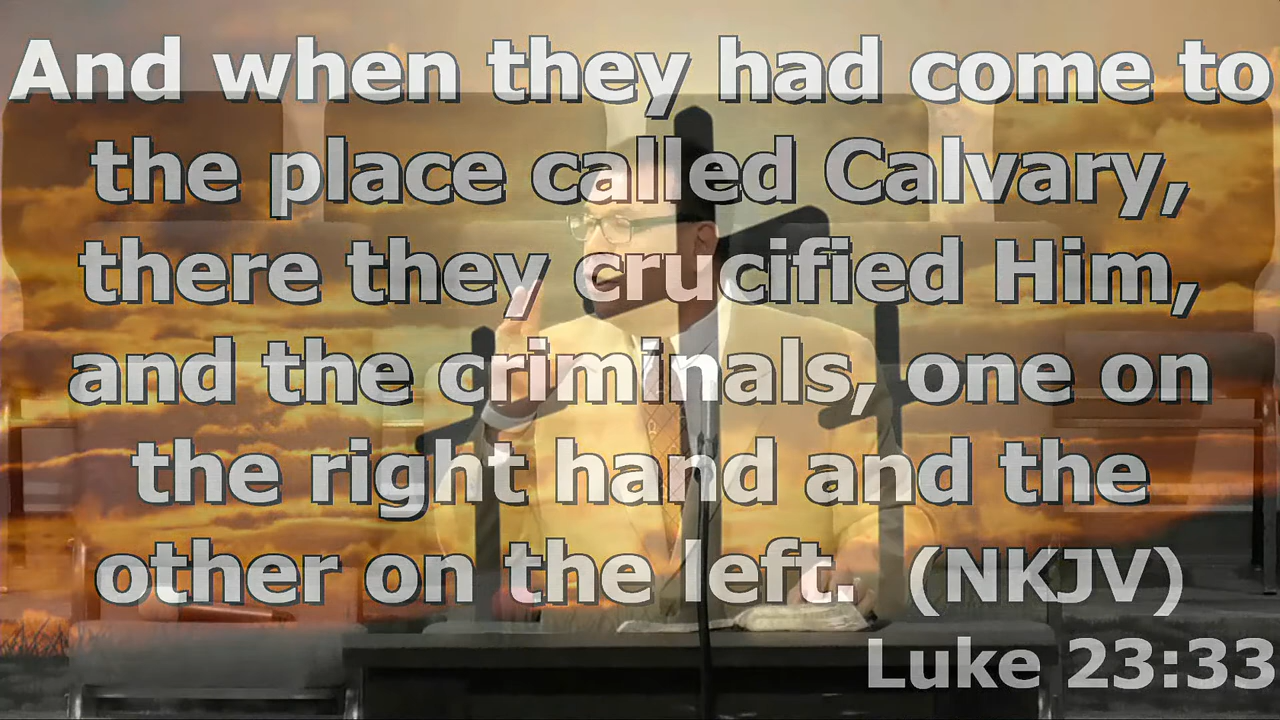 And when they had come to
the place called Calvary,
there they crucified Him,
and the criminals, one on
the right hand and the
other on the left. (NKJV)
Luke 23:33